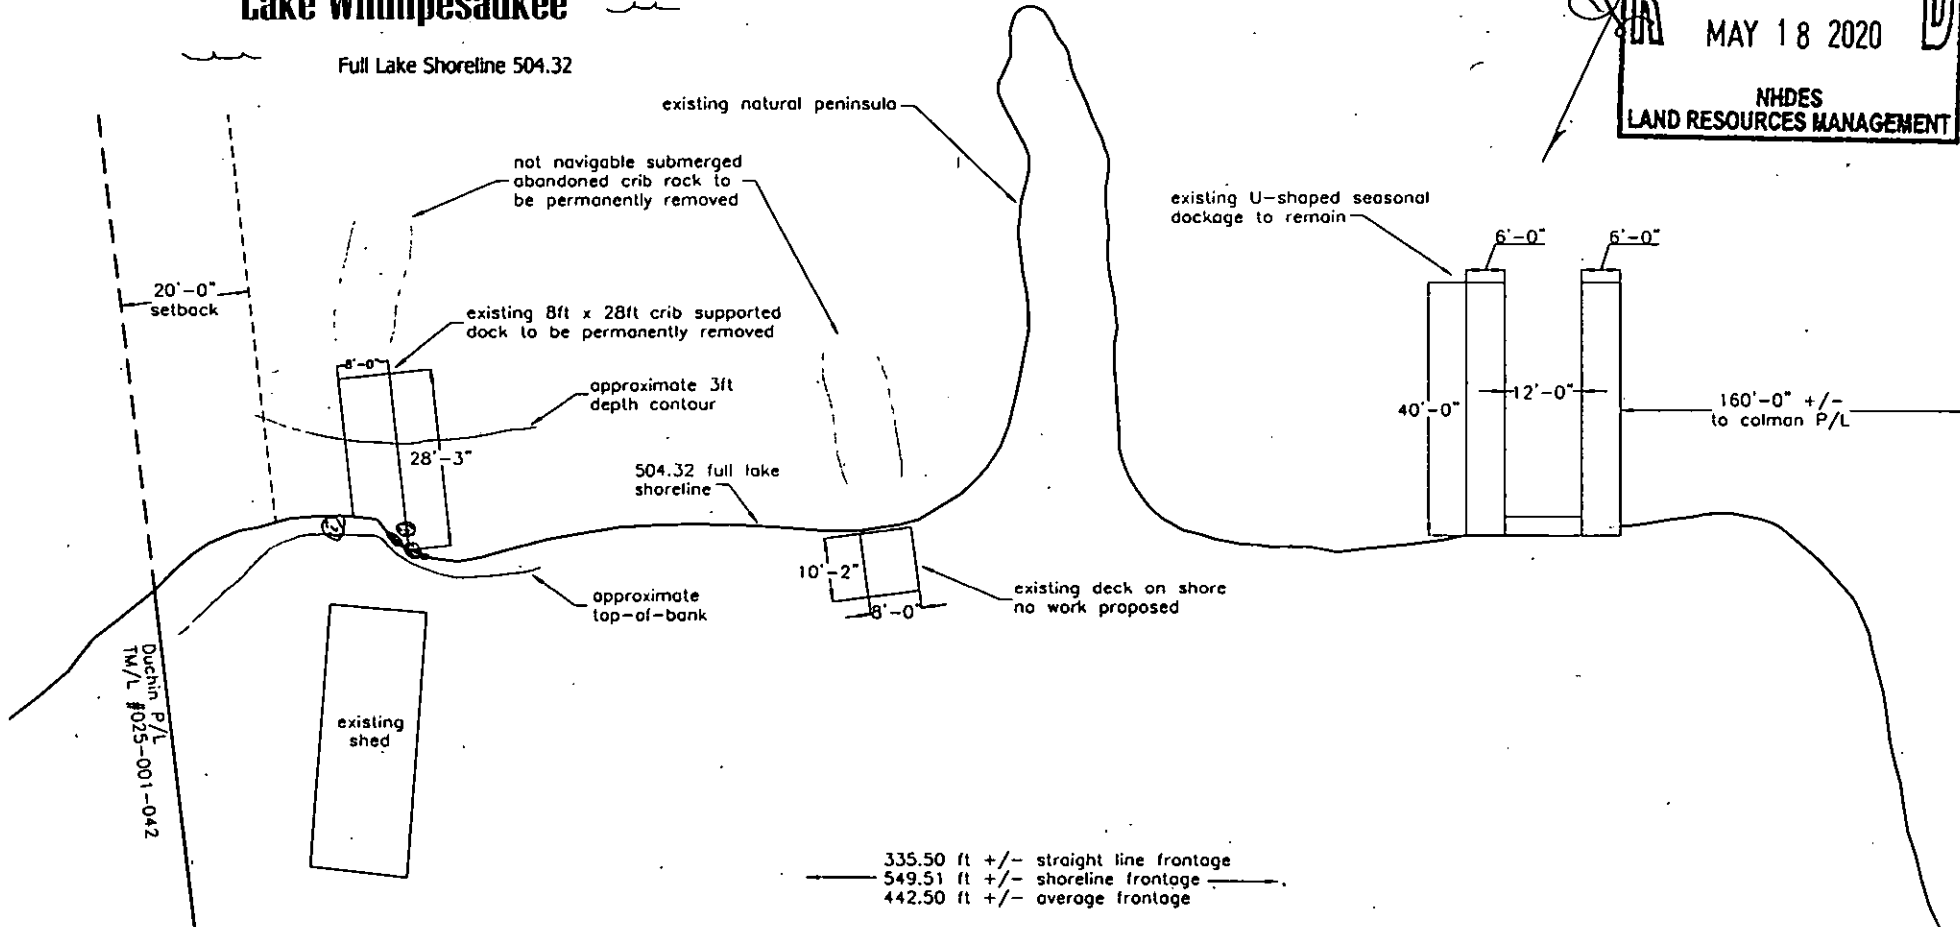 Lake Winnipesaukee
Full Lake Shoreline 504.32
MAY 18 2020
NHDES
LAND RESOURCES MANAGEMENT
existing natural peninsula
not navigable submerged
abandoned crib rock to
be permanently removed
existing U-shaped seasonal
dockage to remain
6'-0"
6'-0"
20'-0"
setback
existing 8ft x 28ft crib supported
dock to be permanently removed
8'-0"
approximate 3ft
depth contour
12'-0"
40'-0"
160'-0" +/-
to colman P/L
28'-3"
504.32 full lake
shoreline
10'-2"
8'-0"
existing deck on shore
no work proposed
approximate
top-of-bank
Duchin P/L
TM/L #025-001-042
existing
shed
335.50 ft +/- straight line frontage
549.51 ft +/- shoreline frontage
442.50 ft +/- average frontage